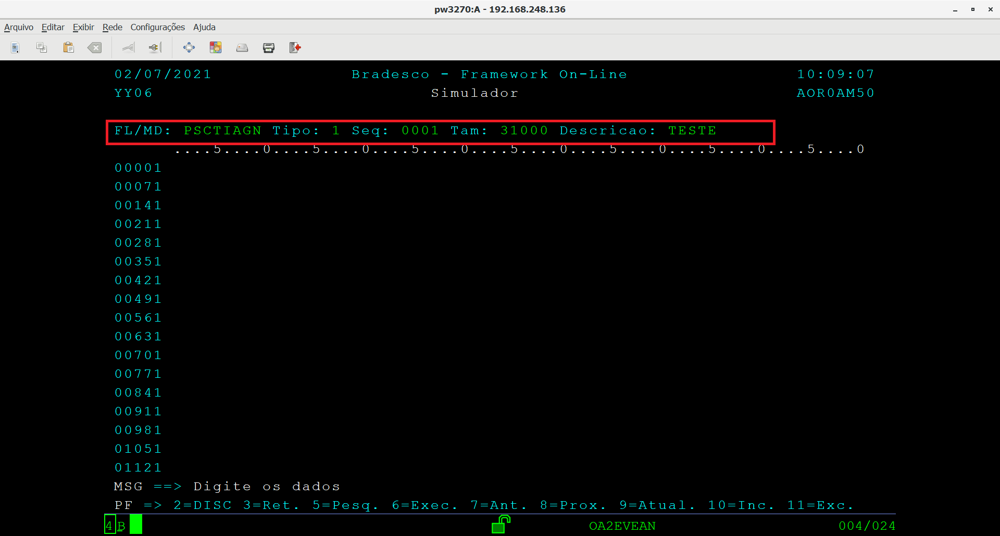 pw3270:A - 192.168.248.136
Arquivo Editar Exibir Rede Configurações Ajuda
02/07/2021 Bradesco - Framework On-Line 10:09:07
YY06 Simulador AOR0AM50
FL/MD: PSCTIAGN Tipo: 1 Seq: 0001 Tam: 31000 Descricao: TESTE
....5....0....5....0....5....0....5....0....5....0....5....0....5....0
00001
00071
00141
00211
00281
00351
00421
00491
00561
00631
00701
00771
00841
00911
00981
01051
01121
MSG ==> Digite os dados
PF => 2=DISC 3=Ret. 5=Pesq. 6=Exec. 7=Ant. 8=Prox. 9=Atual. 10=Inc. 11=Exc.
4 B OA2EVEAN 004/024